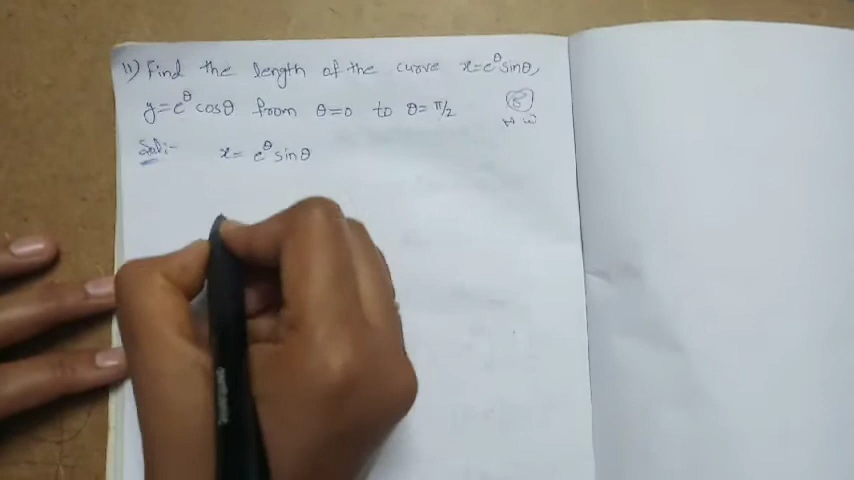 11) Find the length of the curve x=e^θ sinθ,
y=e^θ cosθ from θ=0 to θ=π/2
H W
Sol:-  x= e^θ sinθ